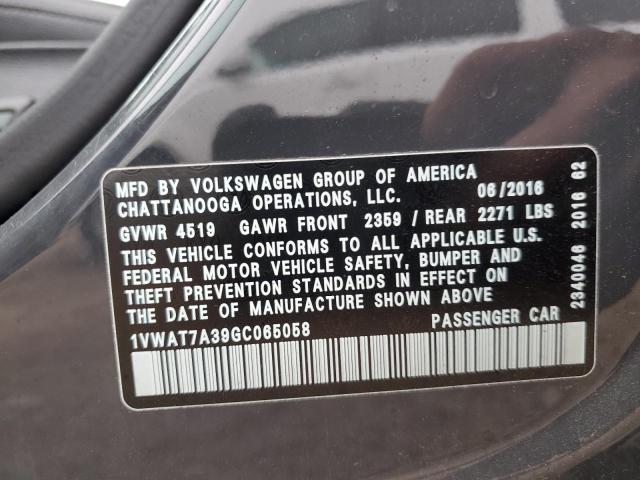 MFD BY VOLKSWAGEN GROUP OF AMERICA
CHATTANOOGA OPERATIONS, LLC. 06/2016
GVWR 4519 GAWR FRONT 2359 / REAR 2271 LBS
THIS VEHICLE CONFORMS TO ALL APPLICABLE U.S.
FEDERAL MOTOR VEHICLE SAFETY, BUMPER AND
THEFT PREVENTION STANDARDS IN EFFECT ON
THE DATE OF MANUFACTURE SHOWN ABOVE
1VWAT7A39GC065058 PASSENGER CAR
2340046 2016 62